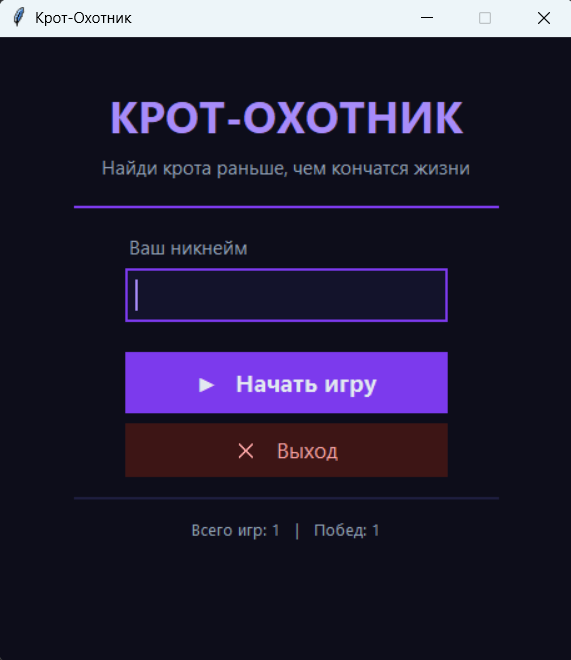 Крот-Охотник
КРОТ-ОХОТНИК
Найди крота раньше, чем кончатся жизни
Ваш никнейм
► Начать игру
✕ Выход
Всего игр: 1 | Побед: 1